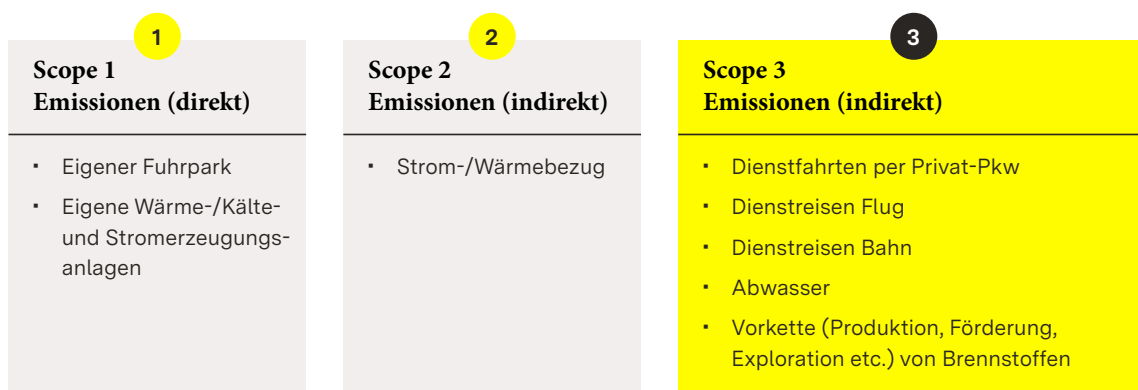 1
Scope 1
Emissionen (direkt)
▪ Eigener Fuhrpark
▪ Eigene Wärme-/Kälte-
und Stromerzeugungs-
anlagen
2
Scope 2
Emissionen (indirekt)
▪ Strom-/Wärmebezug
3
Scope 3
Emissionen (indirekt)
▪ Dienstfahrten per Privat-Pkw
▪ Dienstreisen Flug
▪ Dienstreisen Bahn
▪ Abwasser
▪ Vorkette (Produktion, Förderung,
Exploration etc.) von Brennstoffen